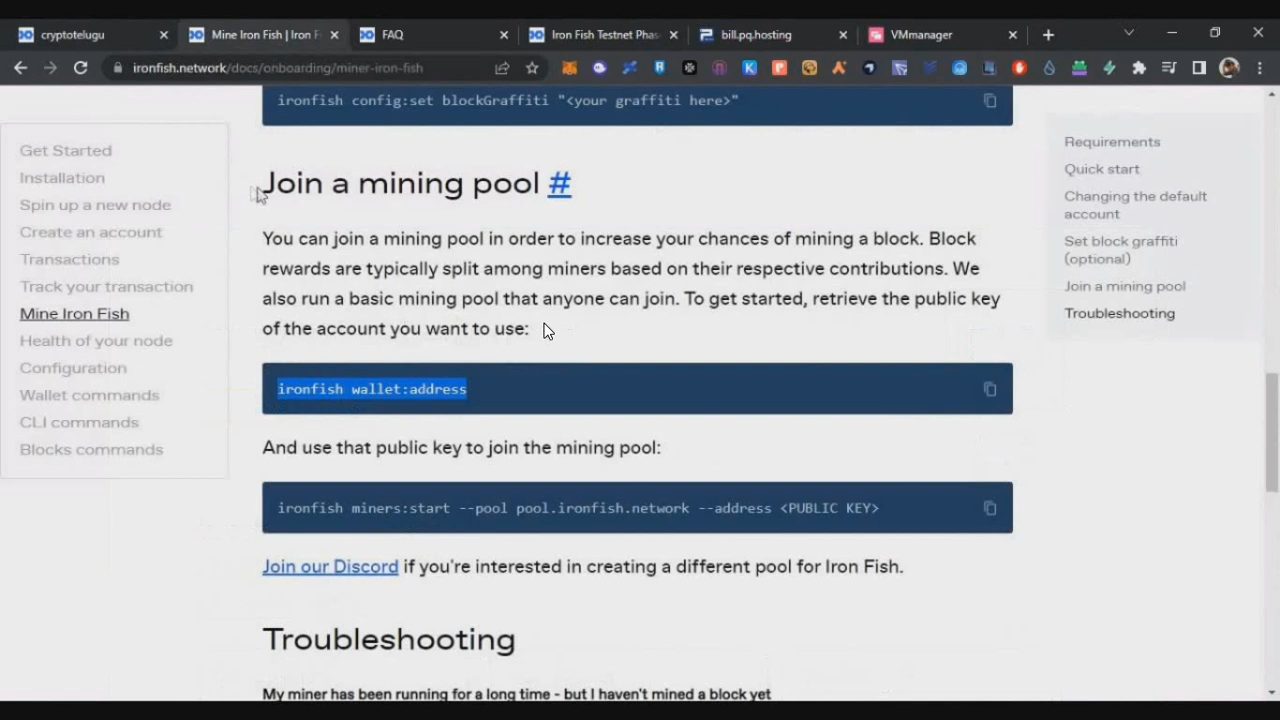 cryptotelugu
Mine Iron Fish | Iron F
FAQ
Iron Fish Testnet Phas
bill.pq.hosting
VMmanager
ironfish.network/docs/onboarding/miner-iron-fish
ironfish config:set blockGraffiti "<your graffiti here>"
Get Started
Installation
Spin up a new node
Create an account
Transactions
Track your transaction
Mine Iron Fish
Health of your node
Configuration
Wallet commands
CLI commands
Blocks commands
Join a mining pool #
You can join a mining pool in order to increase your chances of mining a block. Block
rewards are typically split among miners based on their respective contributions. We
also run a basic mining pool that anyone can join. To get started, retrieve the public key
of the account you want to use:
ironfish wallet:address
And use that public key to join the mining pool:
ironfish miners:start --pool pool.ironfish.network --address <PUBLIC KEY>
Join our Discord if you're interested in creating a different pool for Iron Fish.
Troubleshooting
My miner has been running for a long time - but I haven't mined a block yet
Requirements
Quick start
Changing the default
account
Set block graffiti
(optional)
Join a mining pool
Troubleshooting